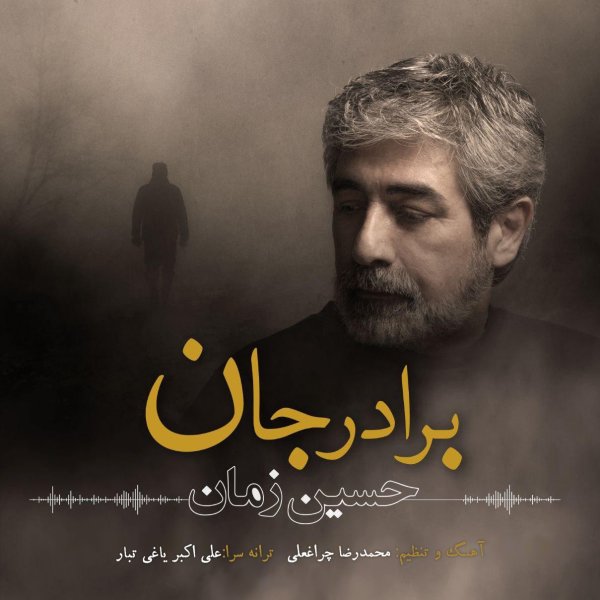 برادر جان
حسین زمان
آهنگ و تنظیم: محمدرضا چراغعلی ترانه سرا:علی اکبر یاغی تبار